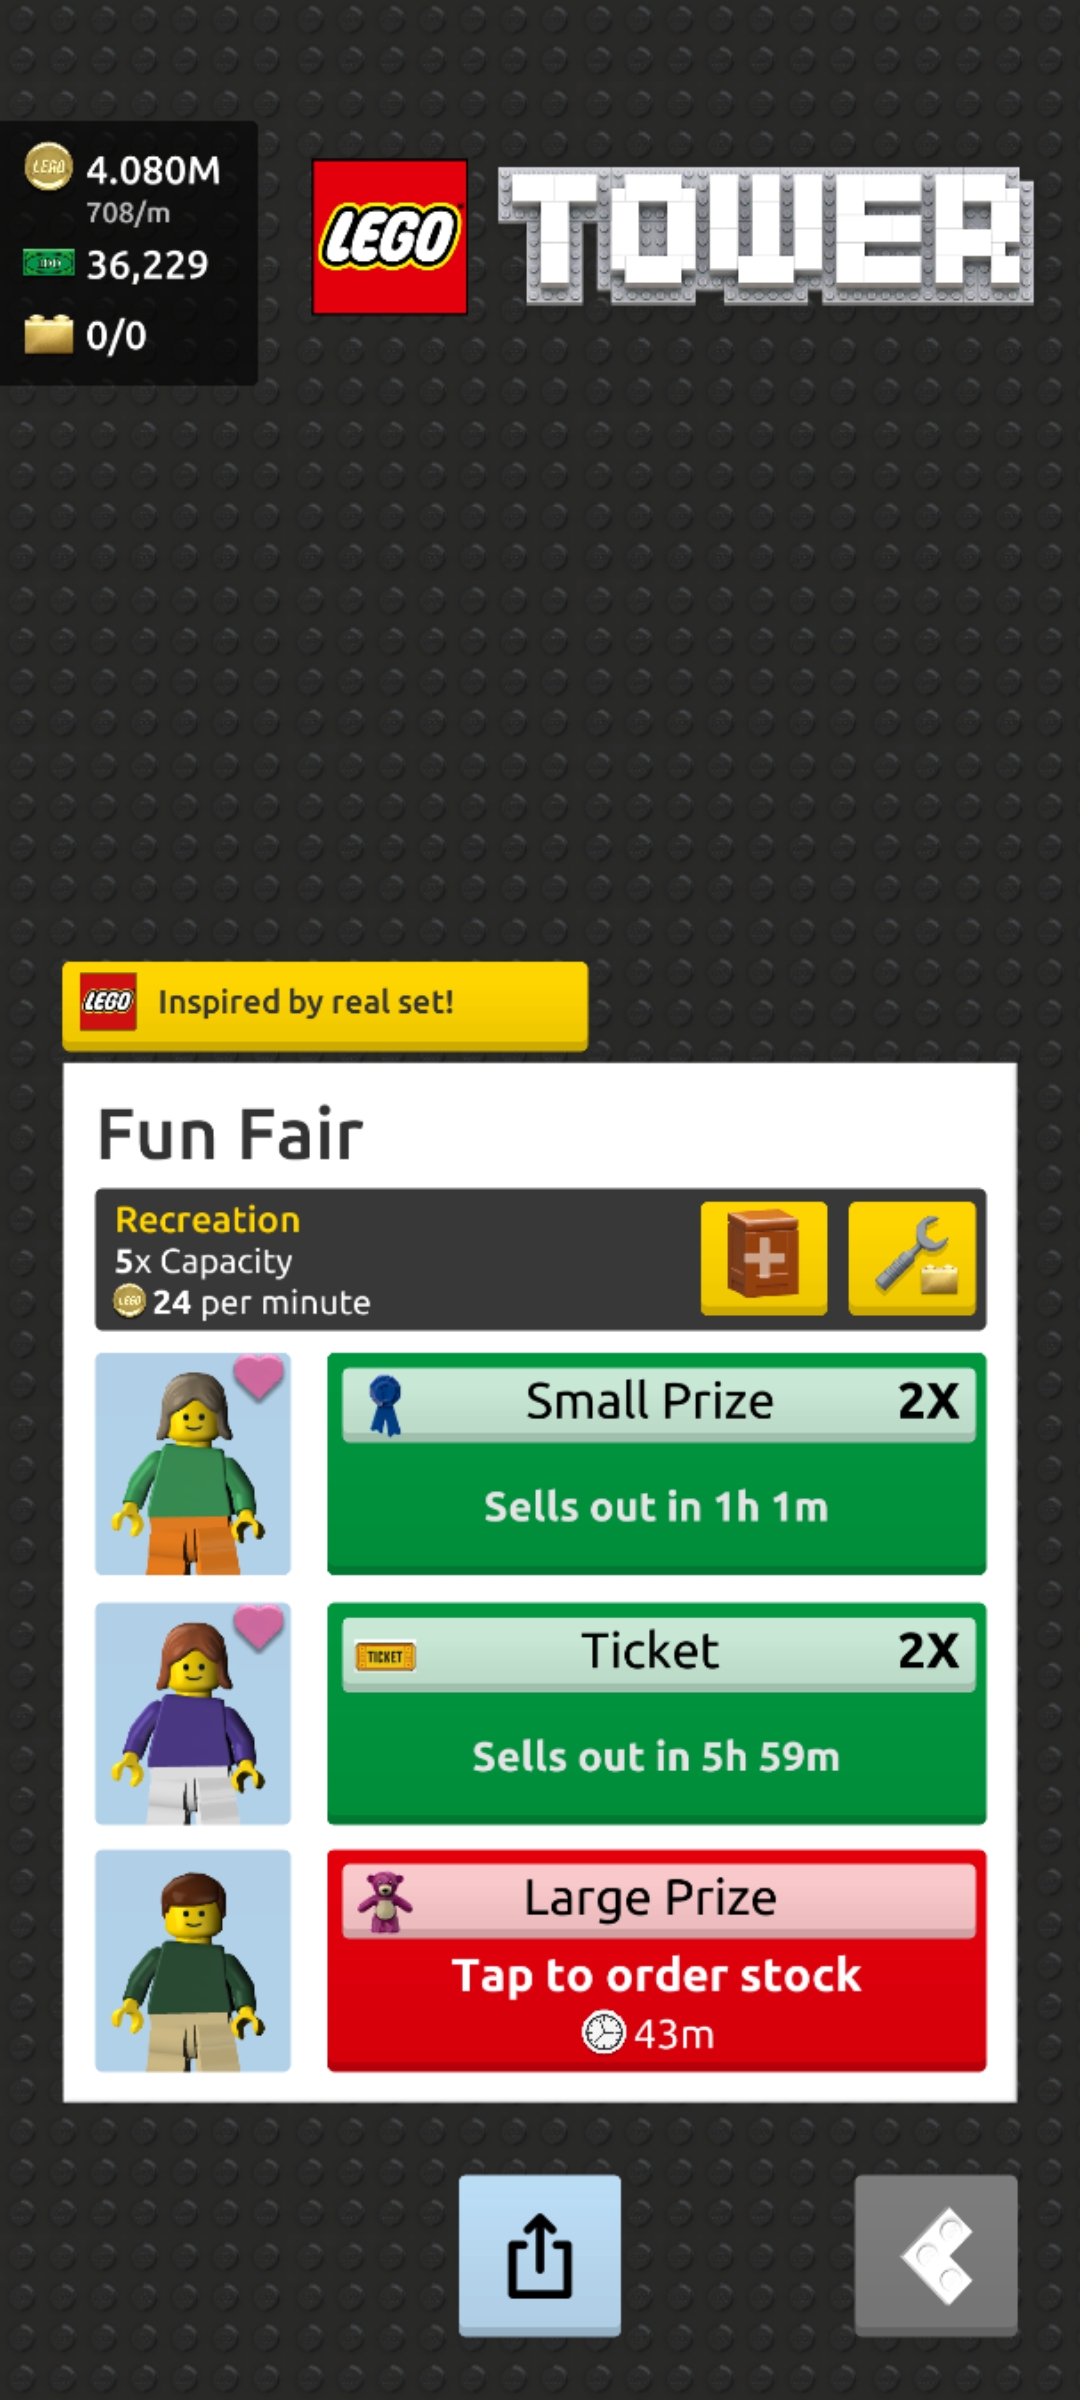 4.080M
708/m
36,229
0/0
LEGO TOWER
LEGO Inspired by real set!
Fun Fair
Recreation
5x Capacity
24 per minute
Small Prize 2X
Sells out in 1h 1m
TICKET Ticket 2X
Sells out in 5h 59m
Large Prize
Tap to order stock
43m